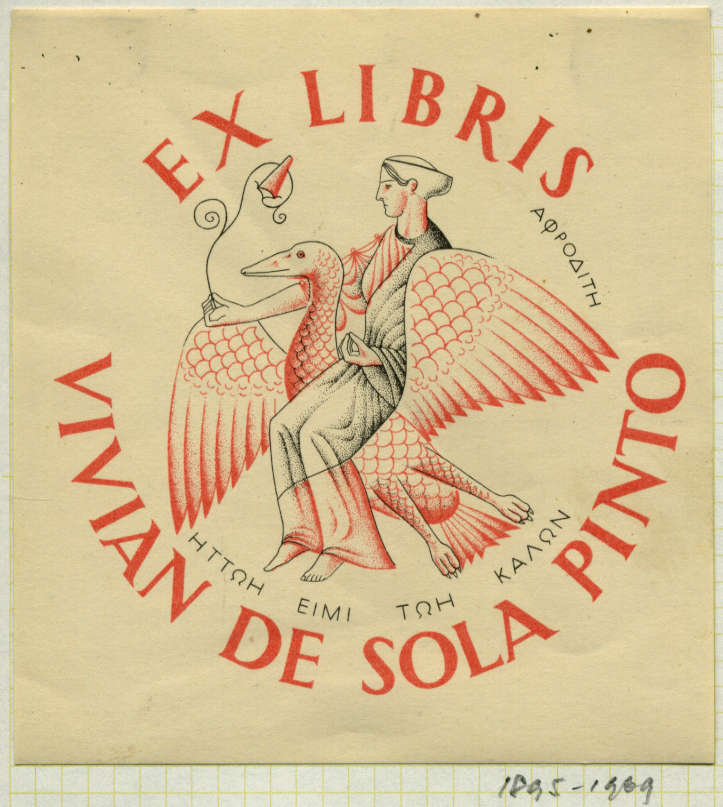 EX LIBRIS
ΑΦΡΟΔΙΤΗ
ΗΤΤΩΗ ΕΙΜΙ ΤΩΗ ΚΑΛΩΝ
VIVIAN DE SOLA PINTO
1895-1969